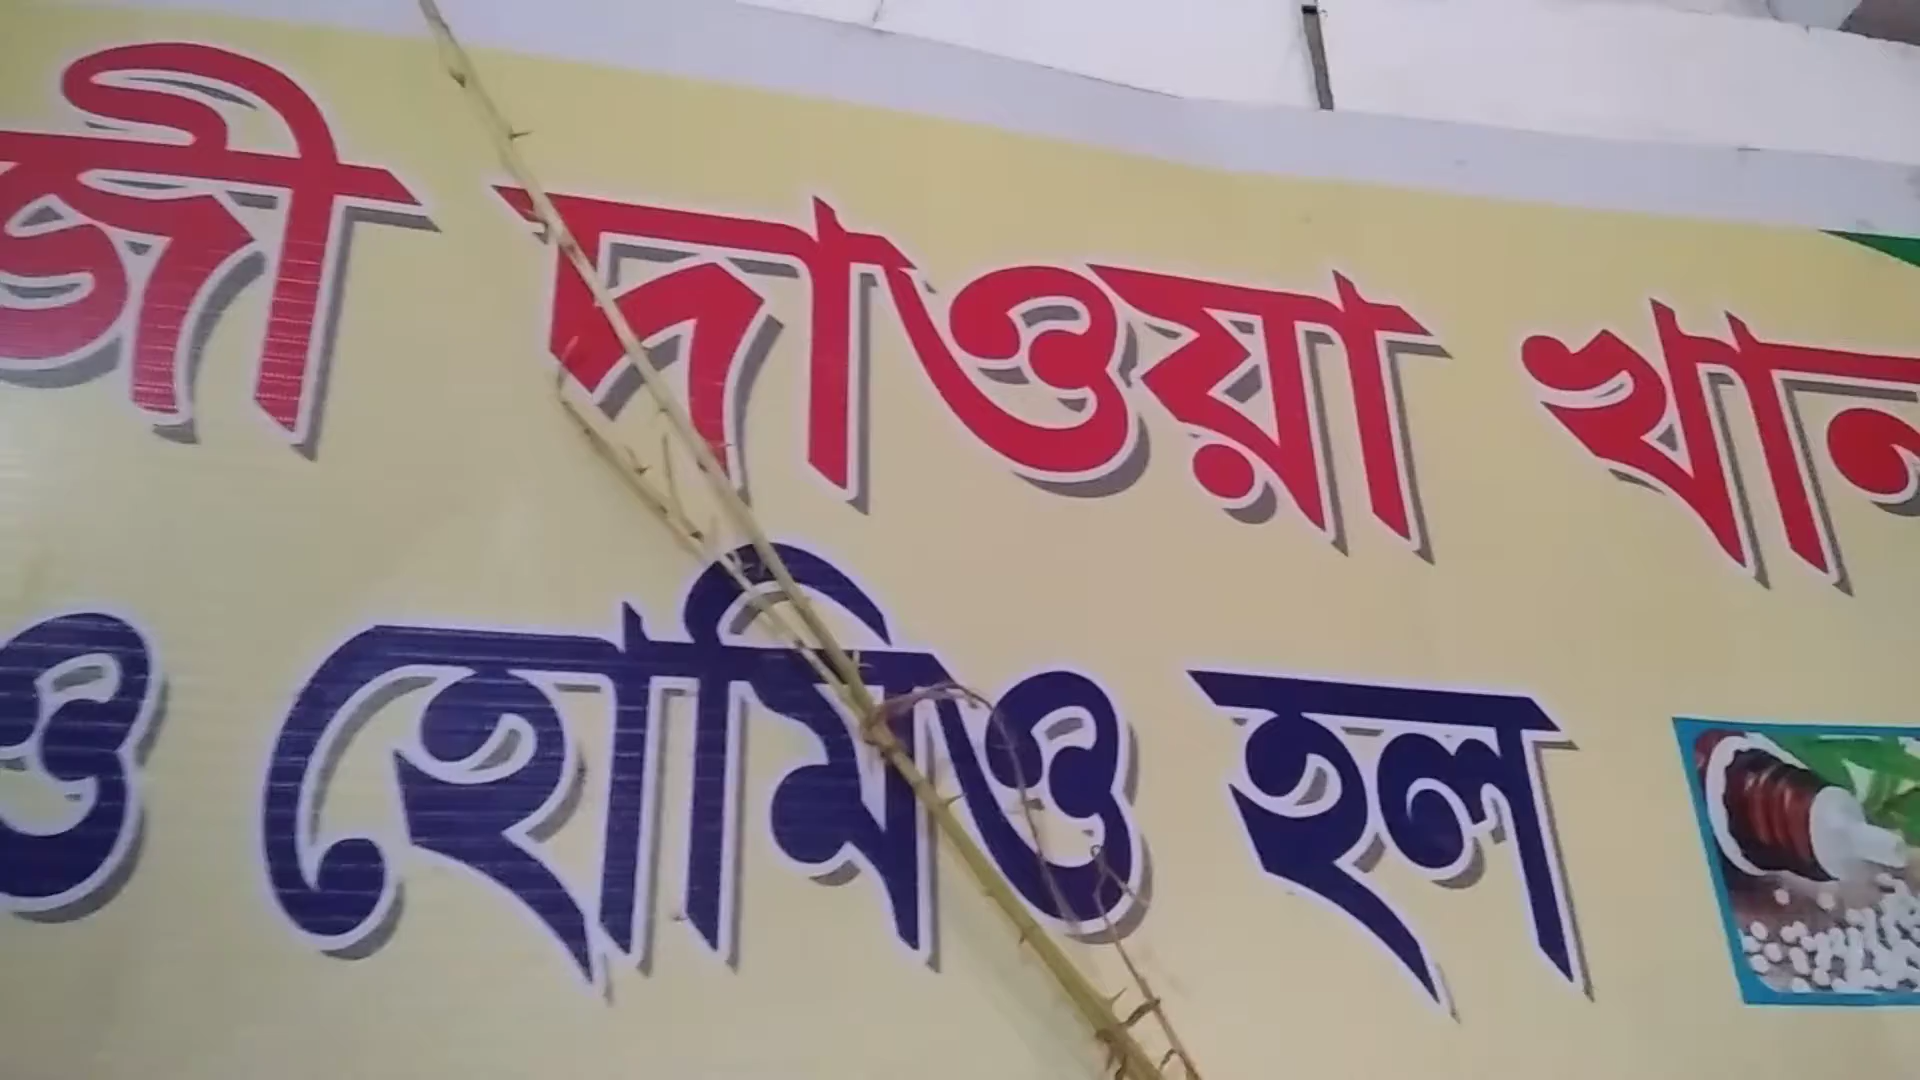 জী দাওয়া খান
ও হোমিও হল